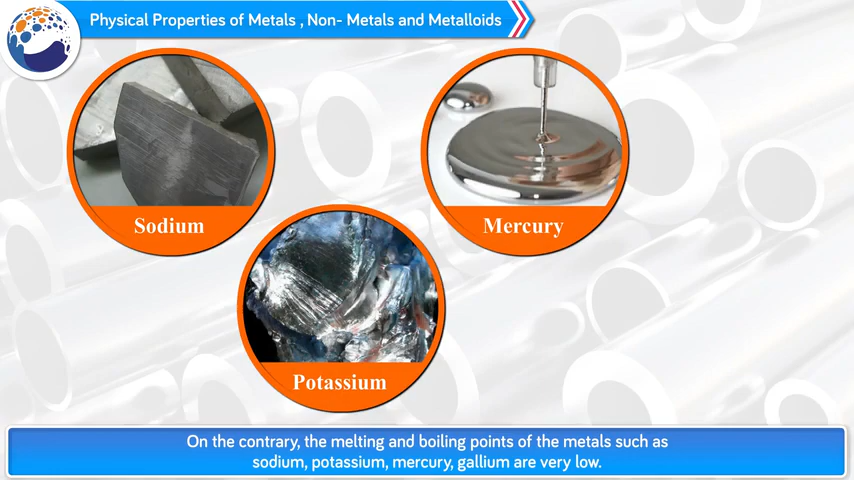 Physical Properties of Metals , Non- Metals and Metalloids
Sodium
Mercury
Potassium
On the contrary, the melting and boiling points of the metals such as
sodium, potassium, mercury, gallium are very low.